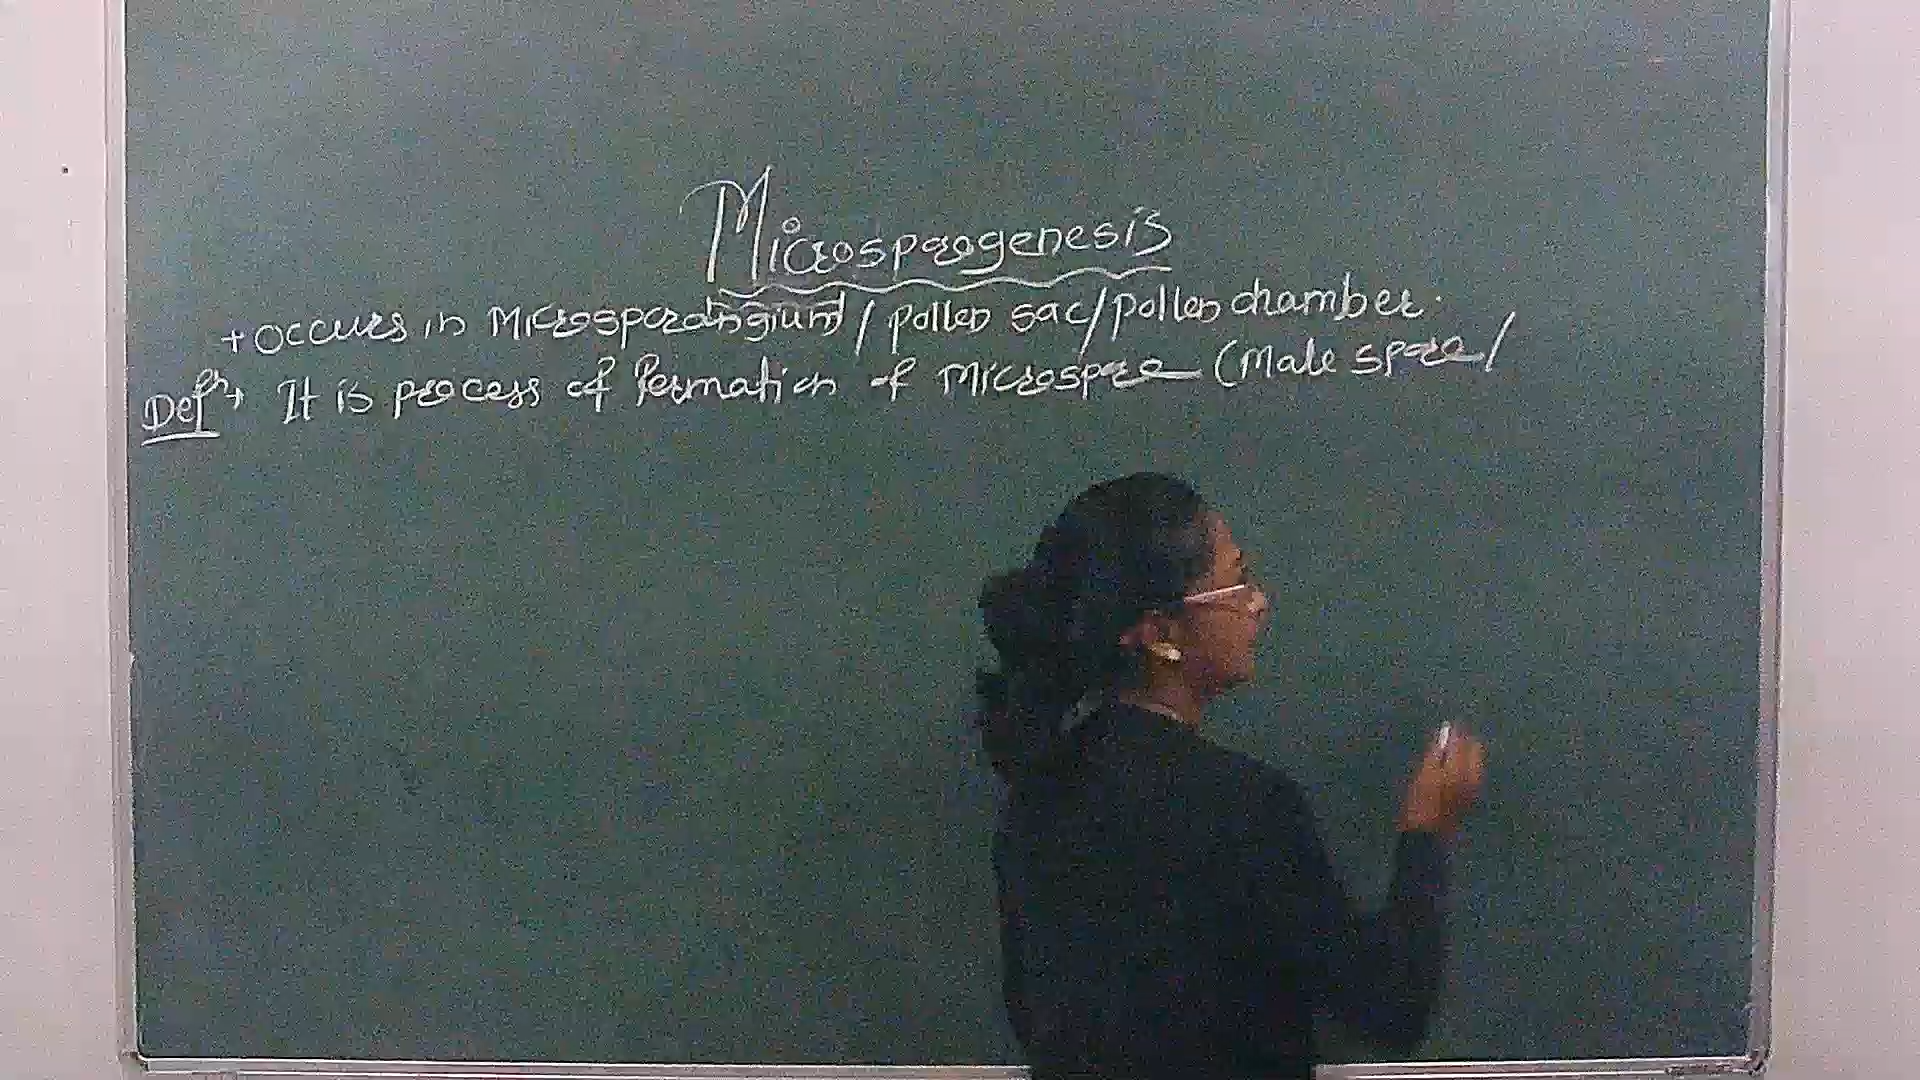 Microsporogenesis
→ occurs in Microsporangium / pollen sac / pollen chamber.
Defn → It is process of formation of Microspore (Male spore /